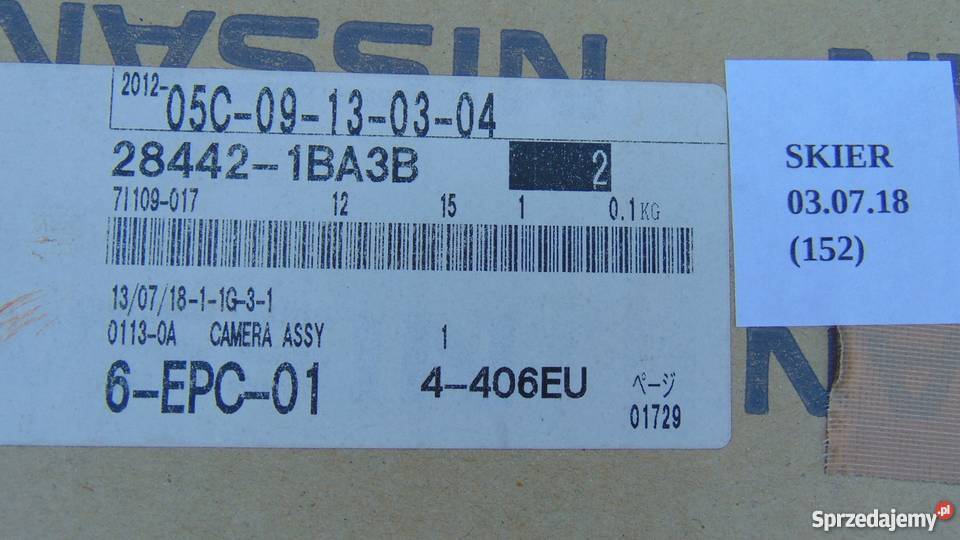 NISSAN
2012-05C-09-13-03-04
28442-1BA3B 2
71109-017 12 15 1 0.1KG
13/07/18-1-1G-3-1
0113-0A CAMERA ASSY 1
6-EPC-01 4-406EU ページ
01729
SKIER
03.07.18
(152)
N
Sprzedajemy.pl